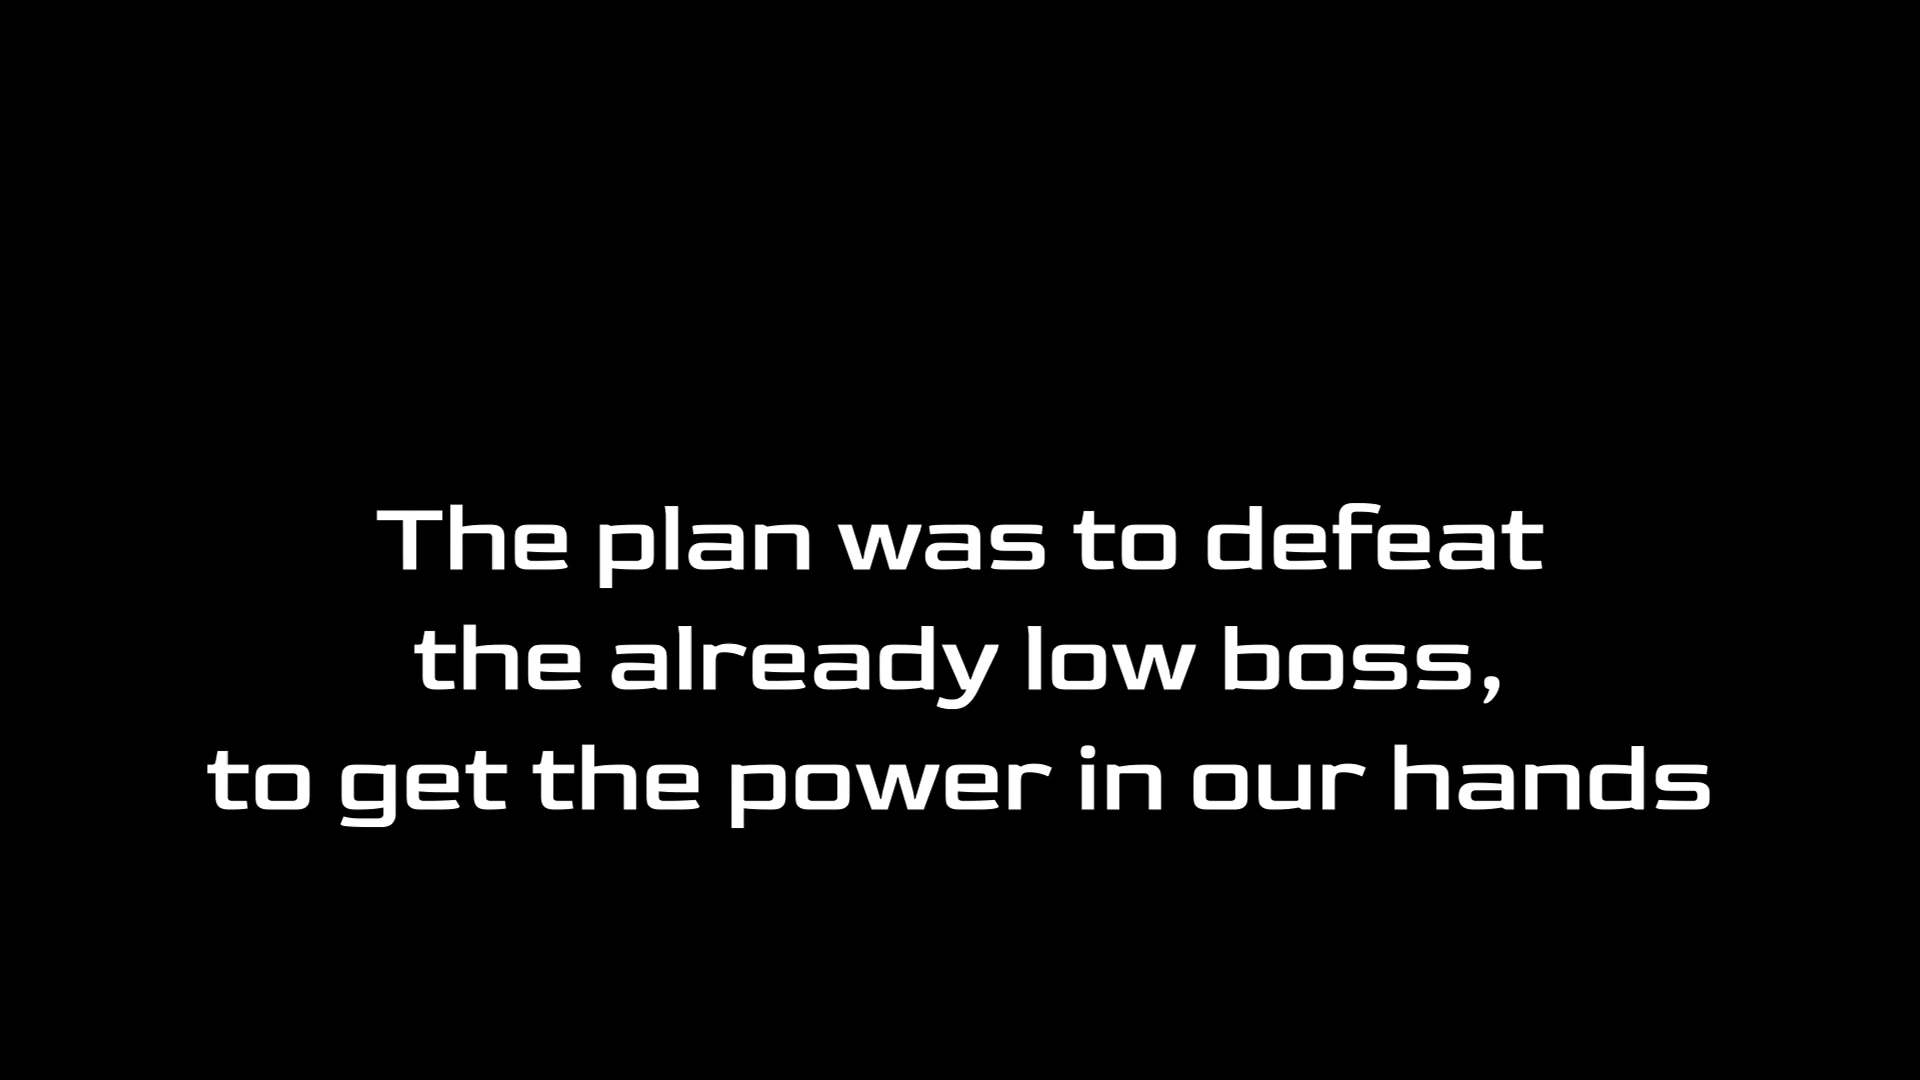 The plan was to defeat
the already low boss,
to get the power in our hands